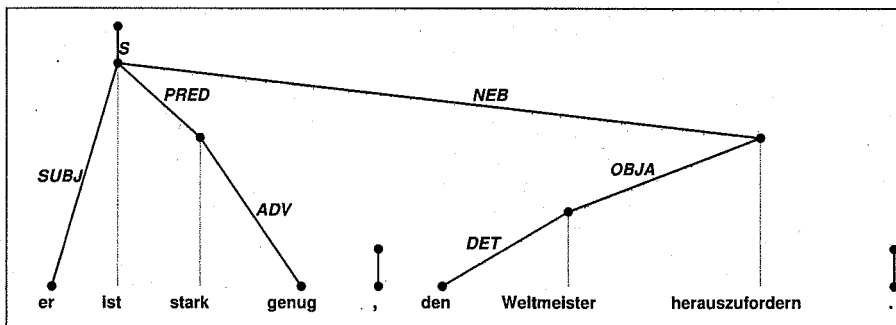 S
PRED
NEB
SUBJ
OBJA
ADV
DET
er ist stark genug , den Weltmeister herauszufordern .